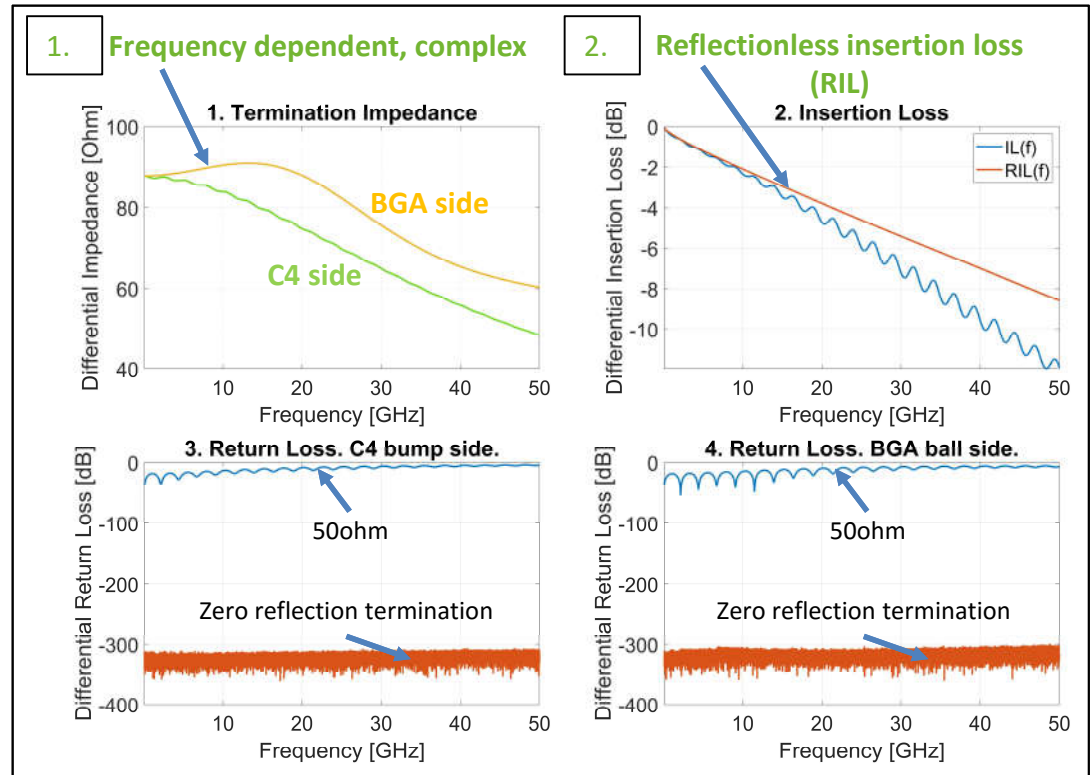 1. Frequency dependent, complex
2. Reflectionless insertion loss
(RIL)
1. Termination Impedance
Differential Impedance [Ohm]
100
80
60
40
BGA side
C4 side
10 20 30 40 50
Frequency [GHz]
2. Insertion Loss
Differential Insertion Loss [dB]
0
-2
-4
-6
-8
-10
IL(f)
RIL(f)
10 20 30 40 50
Frequency [GHz]
3. Return Loss. C4 bump side.
Differential Return Loss [dB]
0
-100
-200
-300
-400
50ohm
Zero reflection termination
10 20 30 40 50
Frequency [GHz]
4. Return Loss. BGA ball side.
Differential Return Loss [dB]
0
-100
-200
-300
-400
50ohm
Zero reflection termination
10 20 30 40 50
Frequency [GHz]